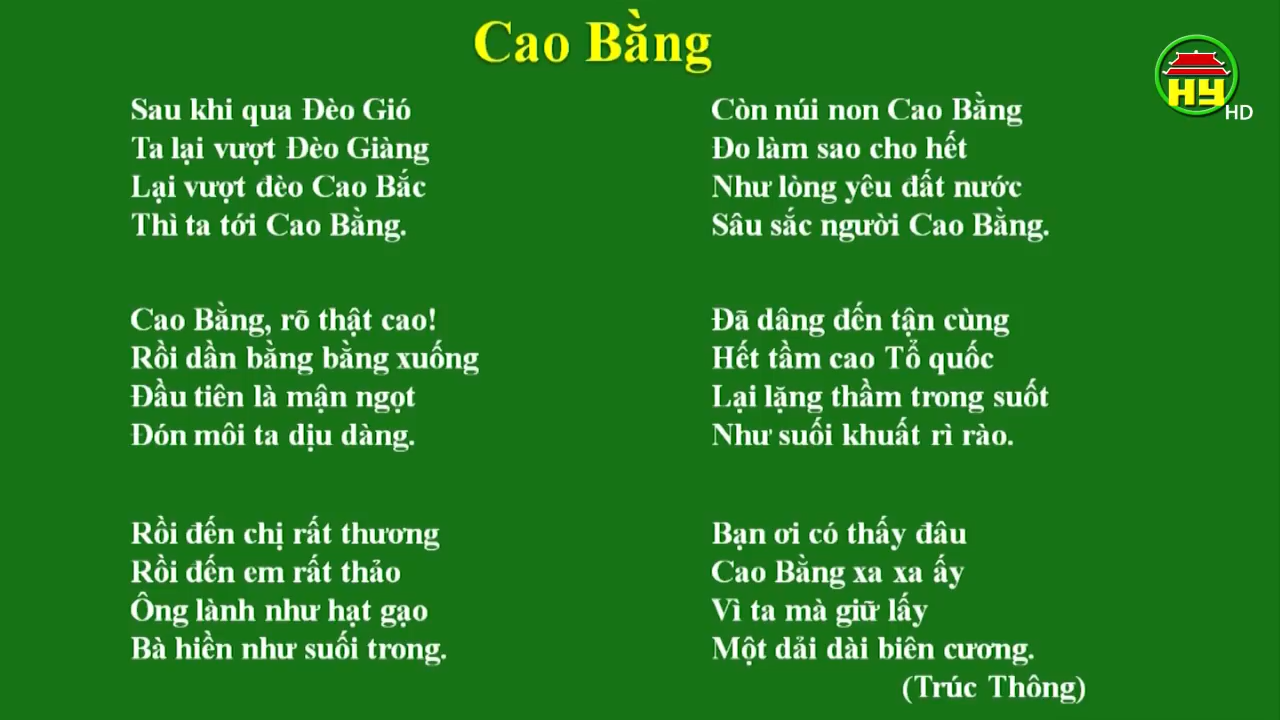 Cao Bằng
HY HD
Sau khi qua Đèo Gió
Ta lại vượt Đèo Giàng
Lại vượt đèo Cao Bắc
Thì ta tới Cao Bằng.
Cao Bằng, rõ thật cao!
Rồi dần bằng bằng xuống
Đầu tiên là mận ngọt
Đón môi ta dịu dàng.
Rồi đến chị rất thương
Rồi đến em rất thảo
Ông lành như hạt gạo
Bà hiền như suối trong.
Còn núi non Cao Bằng
Đo làm sao cho hết
Như lòng yêu đất nước
Sâu sắc người Cao Bằng.
Đã dâng đến tận cùng
Hết tầm cao Tổ quốc
Lại lặng thầm trong suốt
Như suối khuất rì rào.
Bạn ơi có thấy đâu
Cao Bằng xa xa ấy
Vì ta mà giữ lấy
Một dải dài biên cương.
(Trúc Thông)